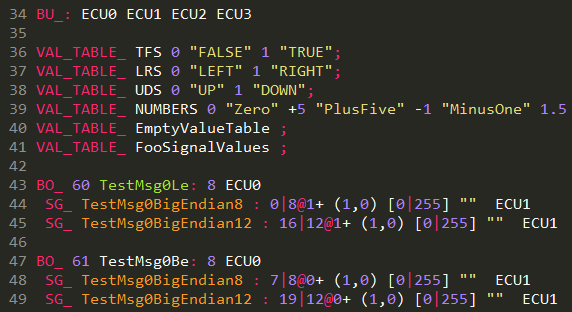 34 BU_: ECU0 ECU1 ECU2 ECU3
35
36 VAL_TABLE_ TFS 0 "FALSE" 1 "TRUE";
37 VAL_TABLE_ LRS 0 "LEFT" 1 "RIGHT";
38 VAL_TABLE_ UDS 0 "UP" 1 "DOWN";
39 VAL_TABLE_ NUMBERS 0 "Zero" +5 "PlusFive" -1 "MinusOne" 1.5
40 VAL_TABLE_ EmptyValueTable ;
41 VAL_TABLE_ FooSignalValues ;
42
43 BO_ 60 TestMsg0Le: 8 ECU0
44 SG_ TestMsg0BigEndian8 : 0|8@1+ (1,0) [0|255] "" ECU1
45 SG_ TestMsg0BigEndian12 : 16|12@1+ (1,0) [0|255] "" ECU1
46
47 BO_ 61 TestMsg0Be: 8 ECU0
48 SG_ TestMsg0BigEndian8 : 7|8@0+ (1,0) [0|255] "" ECU1
49 SG_ TestMsg0BigEndian12 : 19|12@0+ (1,0) [0|255] "" ECU1